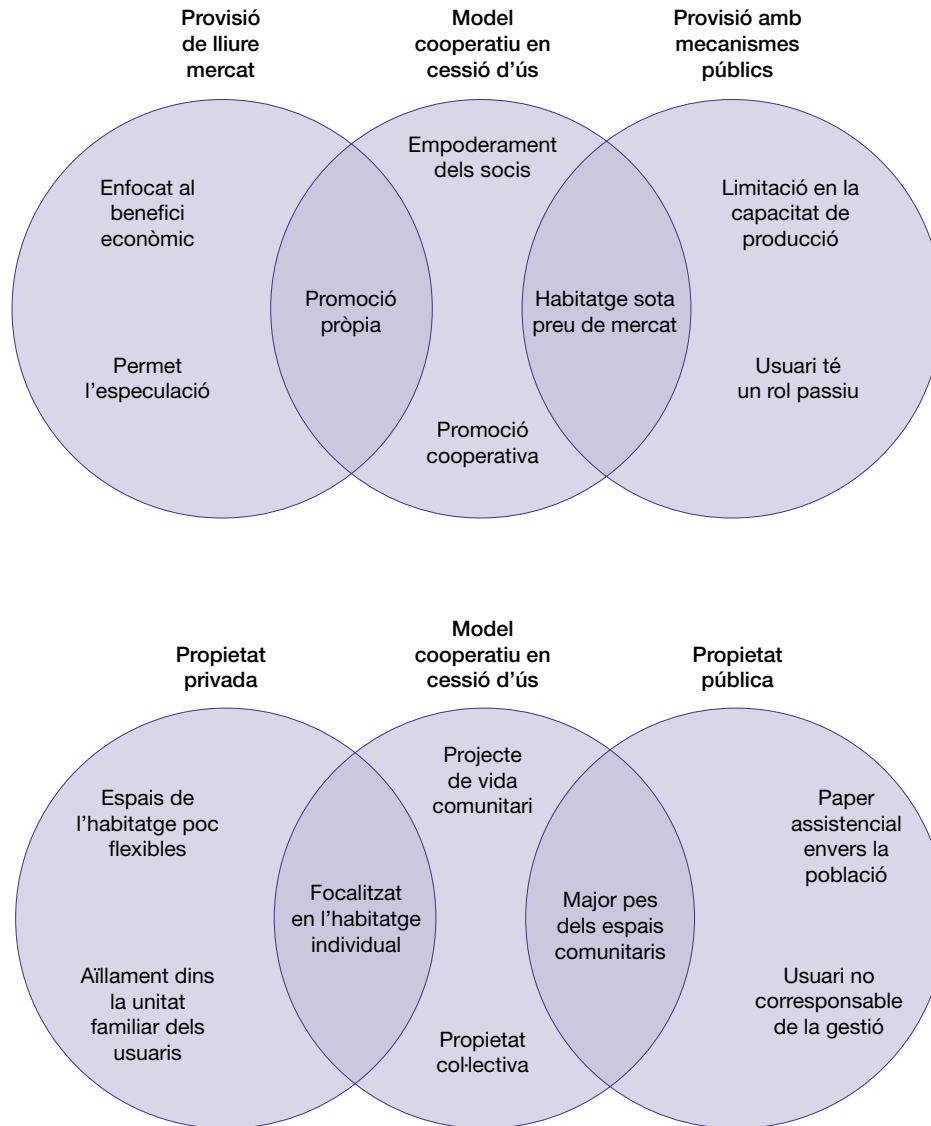 Provisió
de lliure
mercat
Model
cooperatiu en
cessió d'ús
Provisió amb
mecanismes
públics
Enfocat al
benefici
econòmic
Permet
l'especulació
Promoció
pròpia
Empoderament
dels socis
Promoció
cooperativa
Habitatge sota
preu de mercat
Limitació en la
capacitat de
producció
Usuari té
un rol passiu
Propietat
privada
Model
cooperatiu en
cessió d'ús
Propietat
pública
Espais de
l'habitatge poc
flexibles
Aïllament dins
la unitat
familiar dels
usuaris
Focalitzat
en l'habitatge
individual
Projecte
de vida
comunitari
Propietat
col·lectiva
Major pes
dels espais
comunitaris
Paper
assistencial
envers la
població
Usuari no
corresponsable
de la gestió